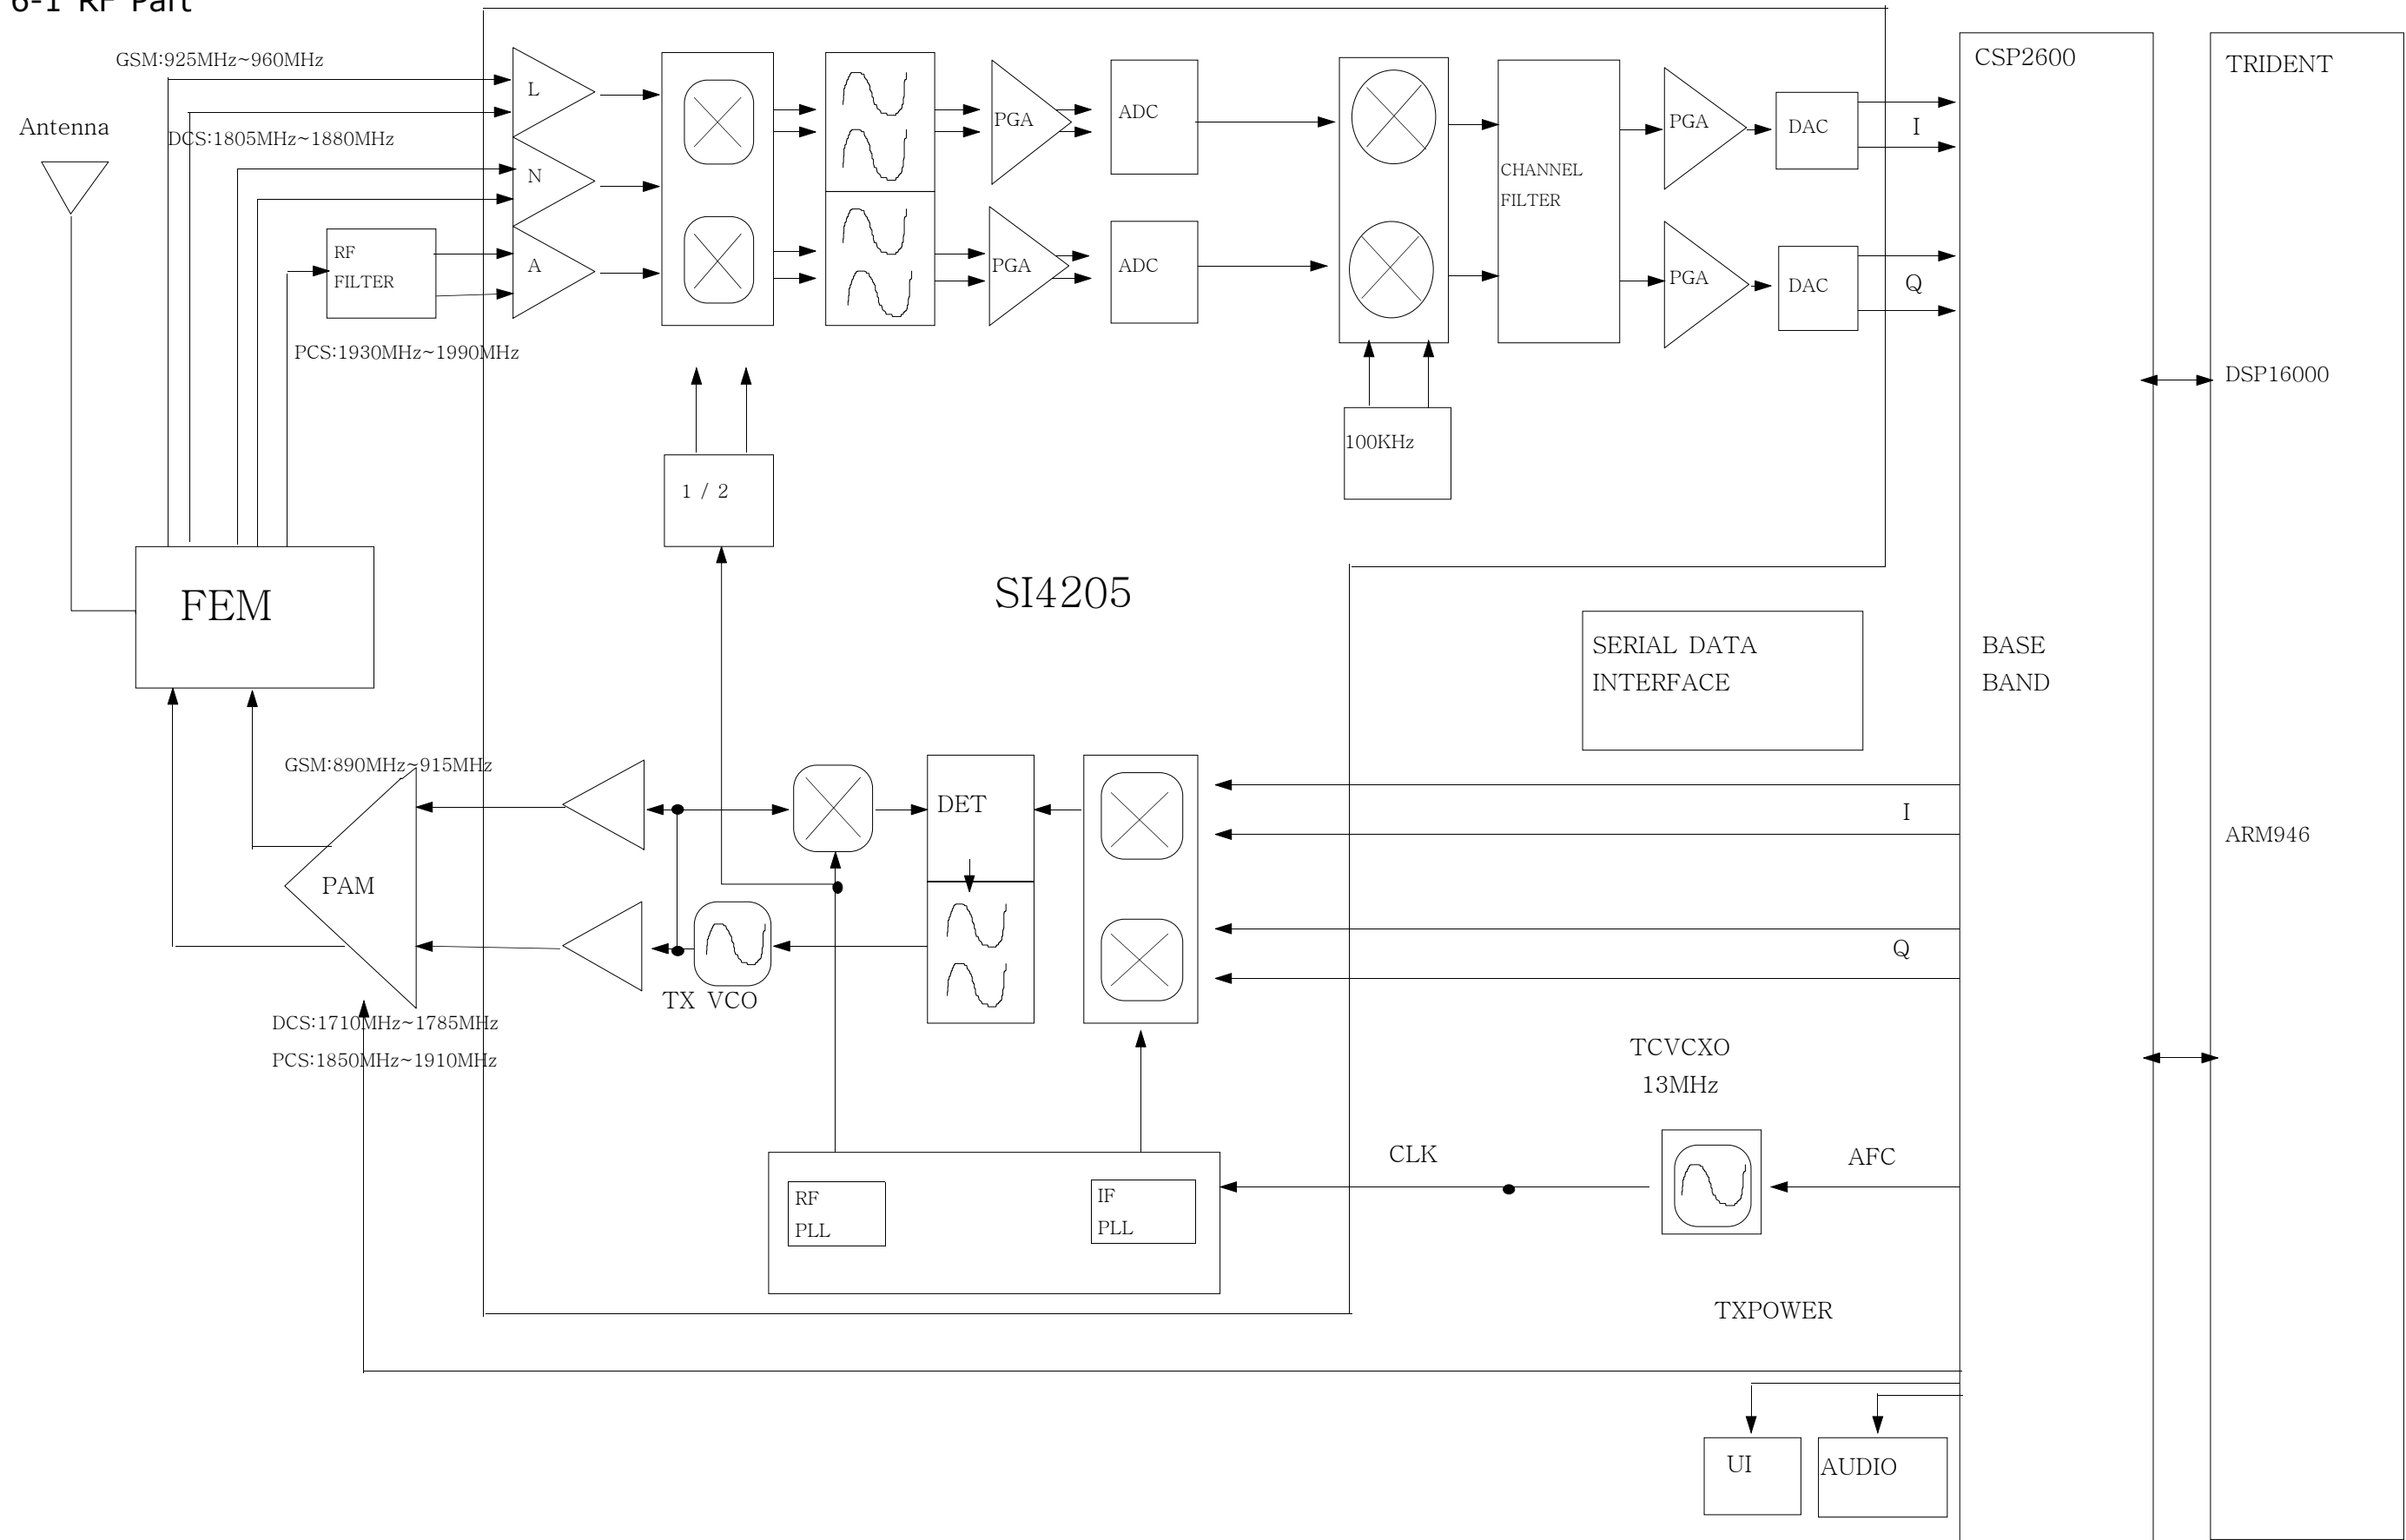 6-1 RF Part
GSM:925MHz~960MHz
Antenna
DCS:1805MHz~1880MHz
RF
FILTER
PCS:1930MHz~1990MHz
L
N
A
PGA
PGA
ADC
ADC
CHANNEL
FILTER
PGA
PGA
DAC
DAC
I
Q
CSP2600
TRIDENT
DSP16000
100KHz
1 / 2
FEM
SI4205
SERIAL DATA
INTERFACE
BASE
BAND
GSM:890MHz~915MHz
PAM
DET
I
Q
ARM946
TX VCO
DCS:1710MHz~1785MHz
PCS:1850MHz~1910MHz
TCVCXO
13MHz
CLK
AFC
RF
PLL
IF
PLL
TXPOWER
UI
AUDIO